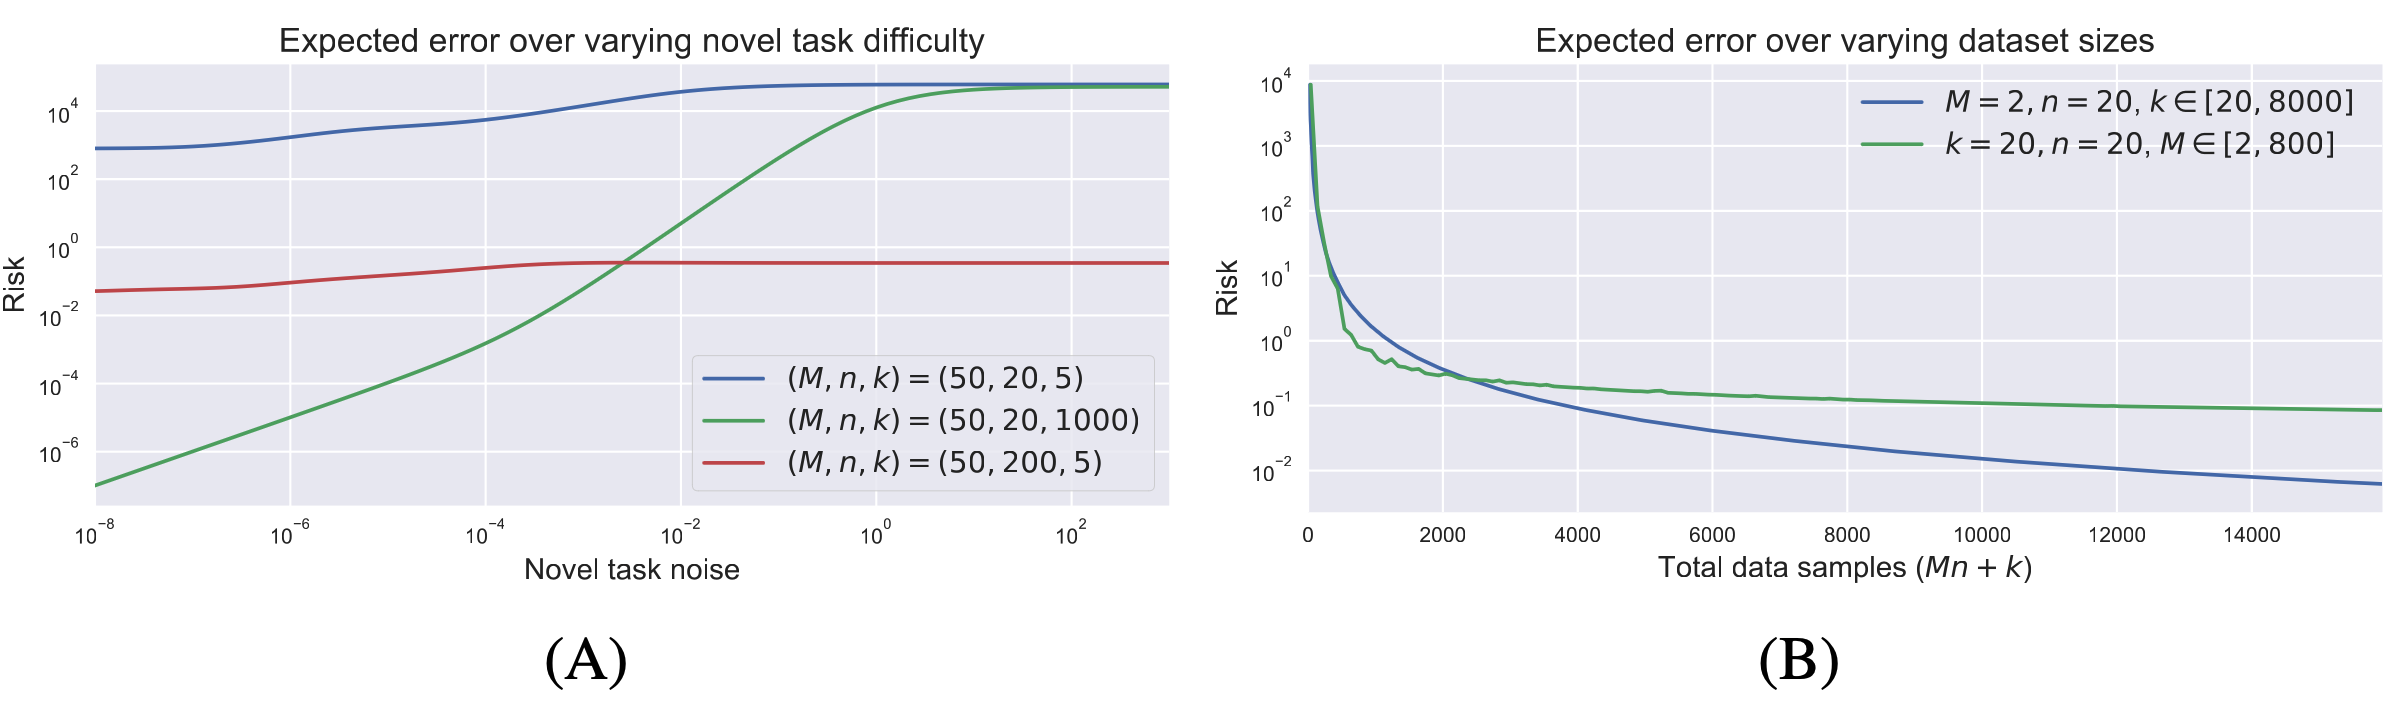 Expected error over varying novel task difficulty
Risk
10^4
10^2
10^0
10^−2
10^−4
10^−6
(M, n, k) = (50, 20, 5)
(M, n, k) = (50, 20, 1000)
(M, n, k) = (50, 200, 5)
10^−8 10^−6 10^−4 10^−2 10^0 10^2
Novel task noise
(A)
Expected error over varying dataset sizes
Risk
10^4
10^3
10^2
10^1
10^0
10^−1
10^−2
M = 2, n = 20, k ∈ [20, 8000]
k = 20, n = 20, M ∈ [2, 800]
0 2000 4000 6000 8000 10000 12000 14000
Total data samples (Mn + k)
(B)